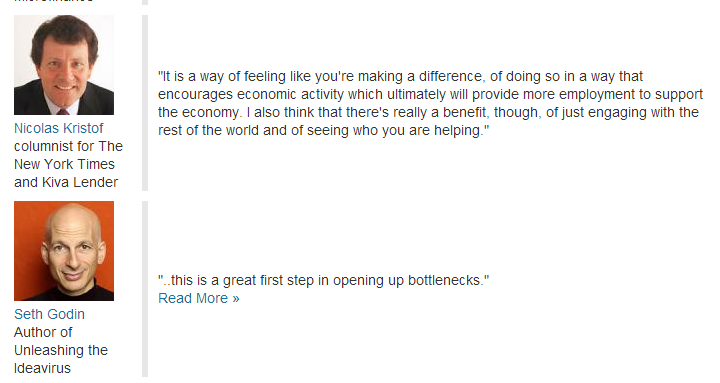 "It is a way of feeling like you're making a difference, of doing so in a way that
encourages economic activity which ultimately will provide more employment to support
the economy. I also think that there's really a benefit, though, of just engaging with the
rest of the world and of seeing who you are helping."
Nicolas Kristof
columnist for The
New York Times
and Kiva Lender
"..this is a great first step in opening up bottlenecks."
Read More »
Seth Godin
Author of
Unleashing the
Ideavirus